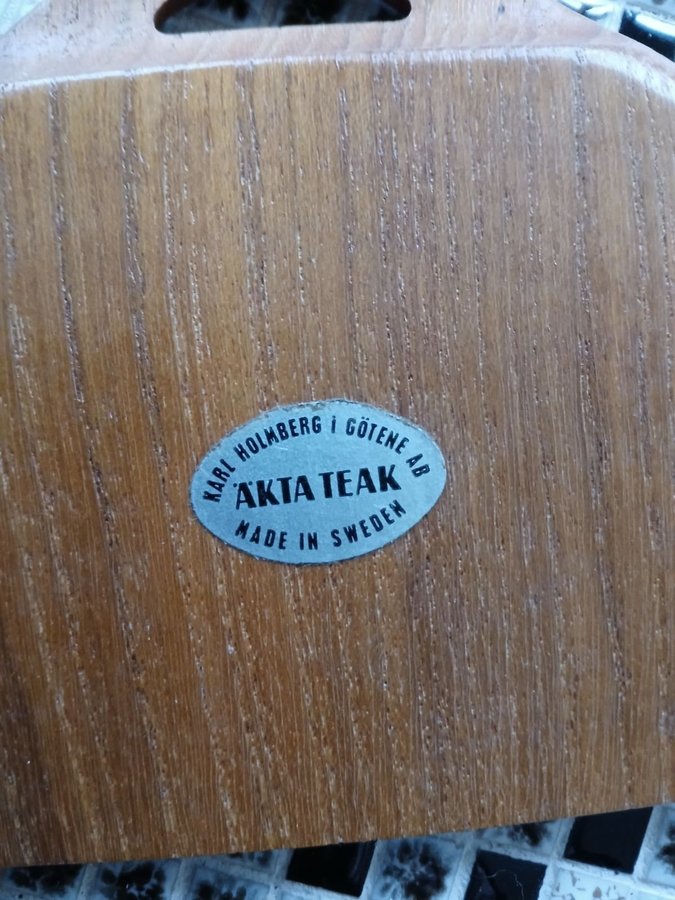 KARL HOLMBERG i GÖTENE AB
ÄKTA TEAK
MADE IN SWEDEN